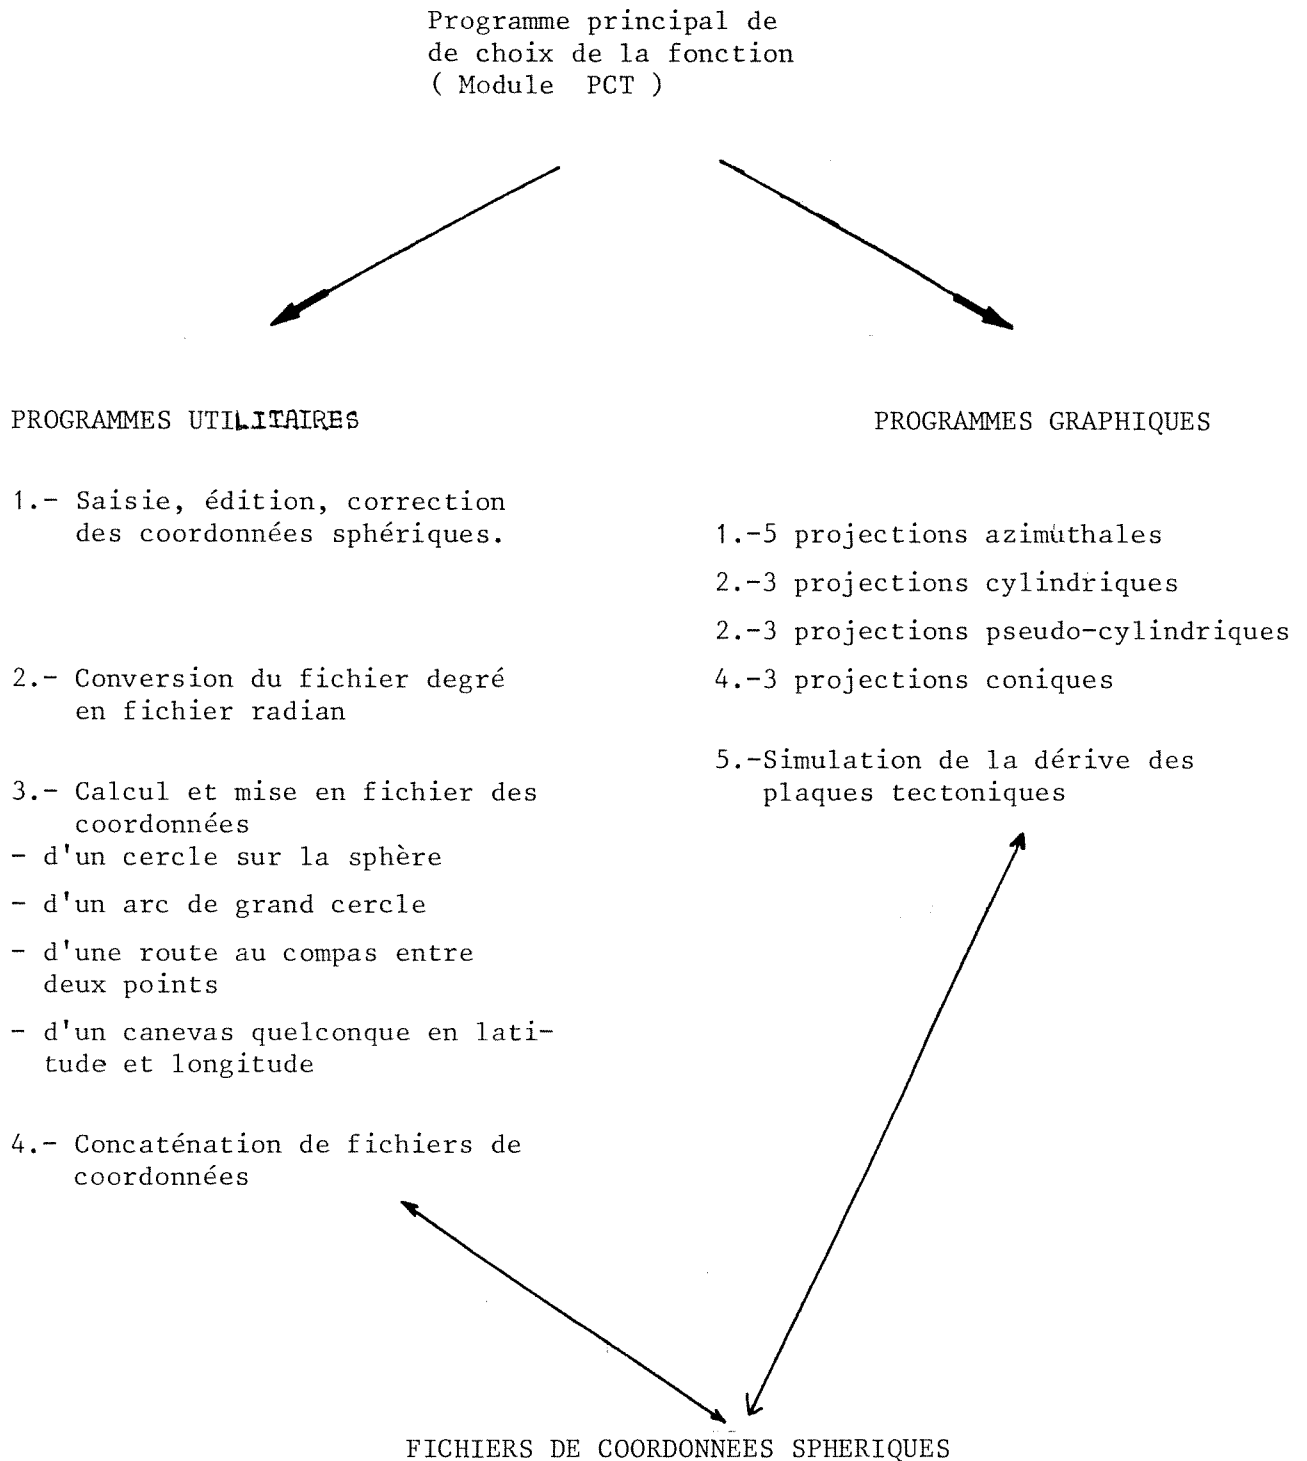 Programme principal de
de choix de la fonction
( Module PCT )
PROGRAMMES UTILITAIRES
1.- Saisie, édition, correction
des coordonnées sphériques.
2.- Conversion du fichier degré
en fichier radian
3.- Calcul et mise en fichier des
coordonnées
- d'un cercle sur la sphère
- d'un arc de grand cercle
- d'une route au compas entre
deux points
- d'un canevas quelconque en lati-
tude et longitude
4.- Concaténation de fichiers de
coordonnées
PROGRAMMES GRAPHIQUES
1.-5 projections azimuthales
2.-3 projections cylindriques
2.-3 projections pseudo-cylindriques
4.-3 projections coniques
5.-Simulation de la dérive des
plaques tectoniques
FICHIERS DE COORDONNEES SPHERIQUES